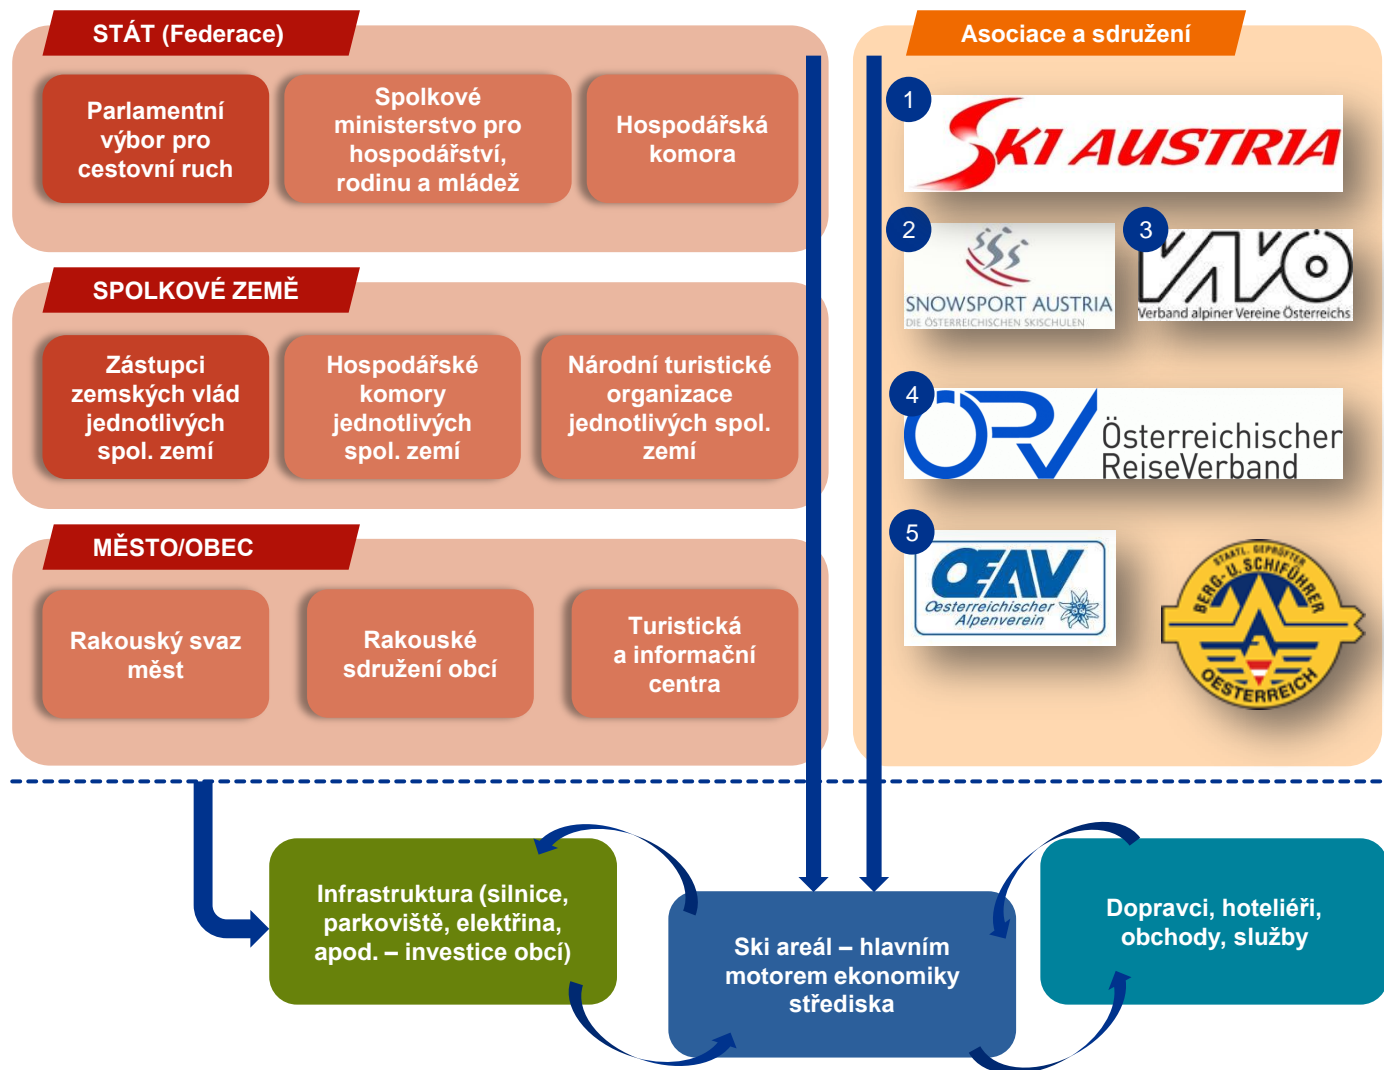 STÁT (Federace)
Parlamentní
výbor pro
cestovní ruch
Spolkové
ministerstvo pro
hospodářství,
rodinu a mládež
Hospodářská
komora
SPOLKOVÉ ZEMĚ
Zástupci
zemských vlád
jednotlivých
spol. zemí
Hospodářské
komory
jednotlivých
spol. zemí
Národní turistické
organizace
jednotlivých spol.
zemí
MĚSTO/OBEC
Rakouský svaz
měst
Rakouské
sdružení obcí
Turistická
a informační
centra
Asociace a sdružení
1
SKI AUSTRIA
2
SNOWSPORT AUSTRIA
DIE ÖSTERREICHISCHEN SKISCHULEN
3
VAVÖ
Verband alpiner Vereine Österreichs
4
ÖRV
Österreichischer
ReiseVerband
5
ŒAV
Oesterreichischer
Alpenverein
STAATL. GEPRÜFTER
BERG- U. SCHIFÜHRER
OESTERREICH
Infrastruktura (silnice,
parkoviště, elektřina,
apod. – investice obcí)
Ski areál – hlavním
motorem ekonomiky
střediska
Dopravci, hoteliéři,
obchody, služby